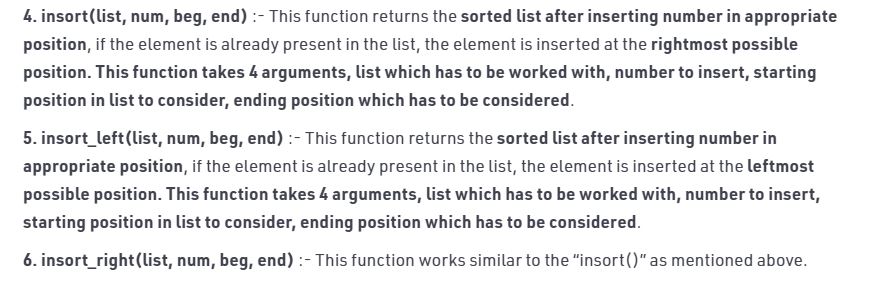 4. insort(list, num, beg, end) :- This function returns the sorted list after inserting number in appropriate
position, if the element is already present in the list, the element is inserted at the rightmost possible
position. This function takes 4 arguments, list which has to be worked with, number to insert, starting
position in list to consider, ending position which has to be considered.
5. insort_left(list, num, beg, end) :- This function returns the sorted list after inserting number in
appropriate position, if the element is already present in the list, the element is inserted at the leftmost
possible position. This function takes 4 arguments, list which has to be worked with, number to insert,
starting position in list to consider, ending position which has to be considered.
6. insort_right(list, num, beg, end) :- This function works similar to the “insort()” as mentioned above.